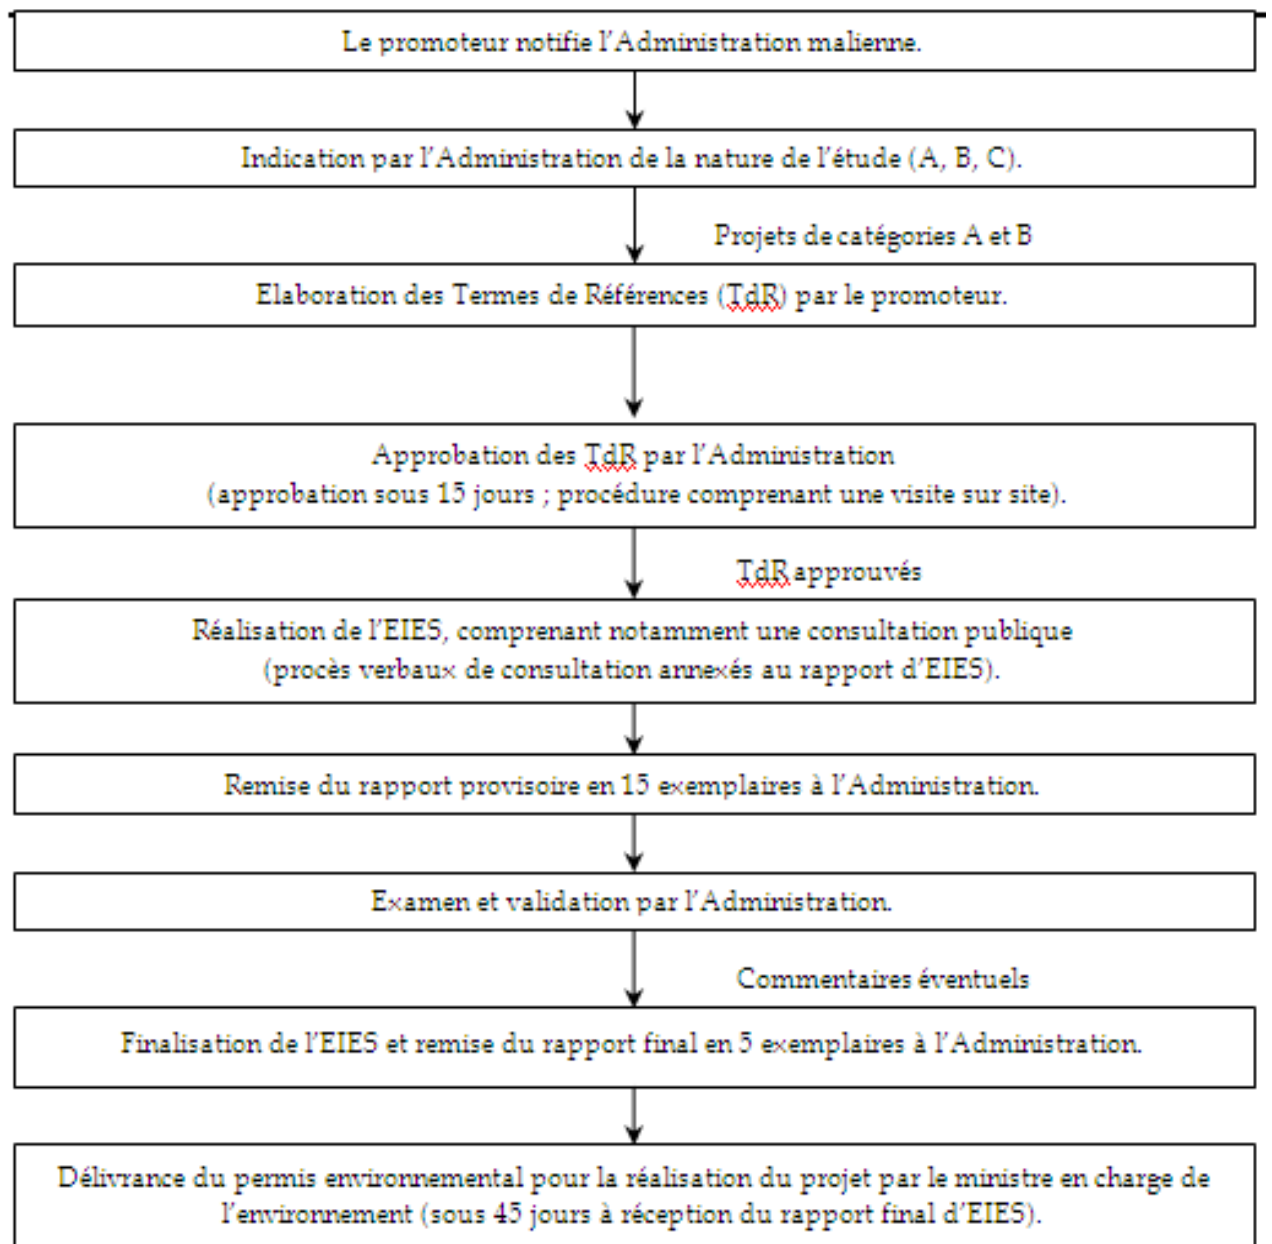 Le promoteur notifie l'Administration malienne.
Indication par l'Administration de la nature de l'étude (A, B, C).
Projets de catégories A et B
Elaboration des Termes de Références (TdR) par le promoteur.
Approbation des TdR par l'Administration
(approbation sous 15 jours ; procédure comprenant une visite sur site).
TdR approuvés
Réalisation de l'EIES, comprenant notamment une consultation publique
(procès verbaux de consultation annexés au rapport d'EIES).
Remise du rapport provisoire en 15 exemplaires à l'Administration.
Examen et validation par l'Administration.
Commentaires éventuels
Finalisation de l'EIES et remise du rapport final en 5 exemplaires à l'Administration.
Délivrance du permis environnemental pour la réalisation du projet par le ministre en charge de
l'environnement (sous 45 jours à réception du rapport final d'EIES).